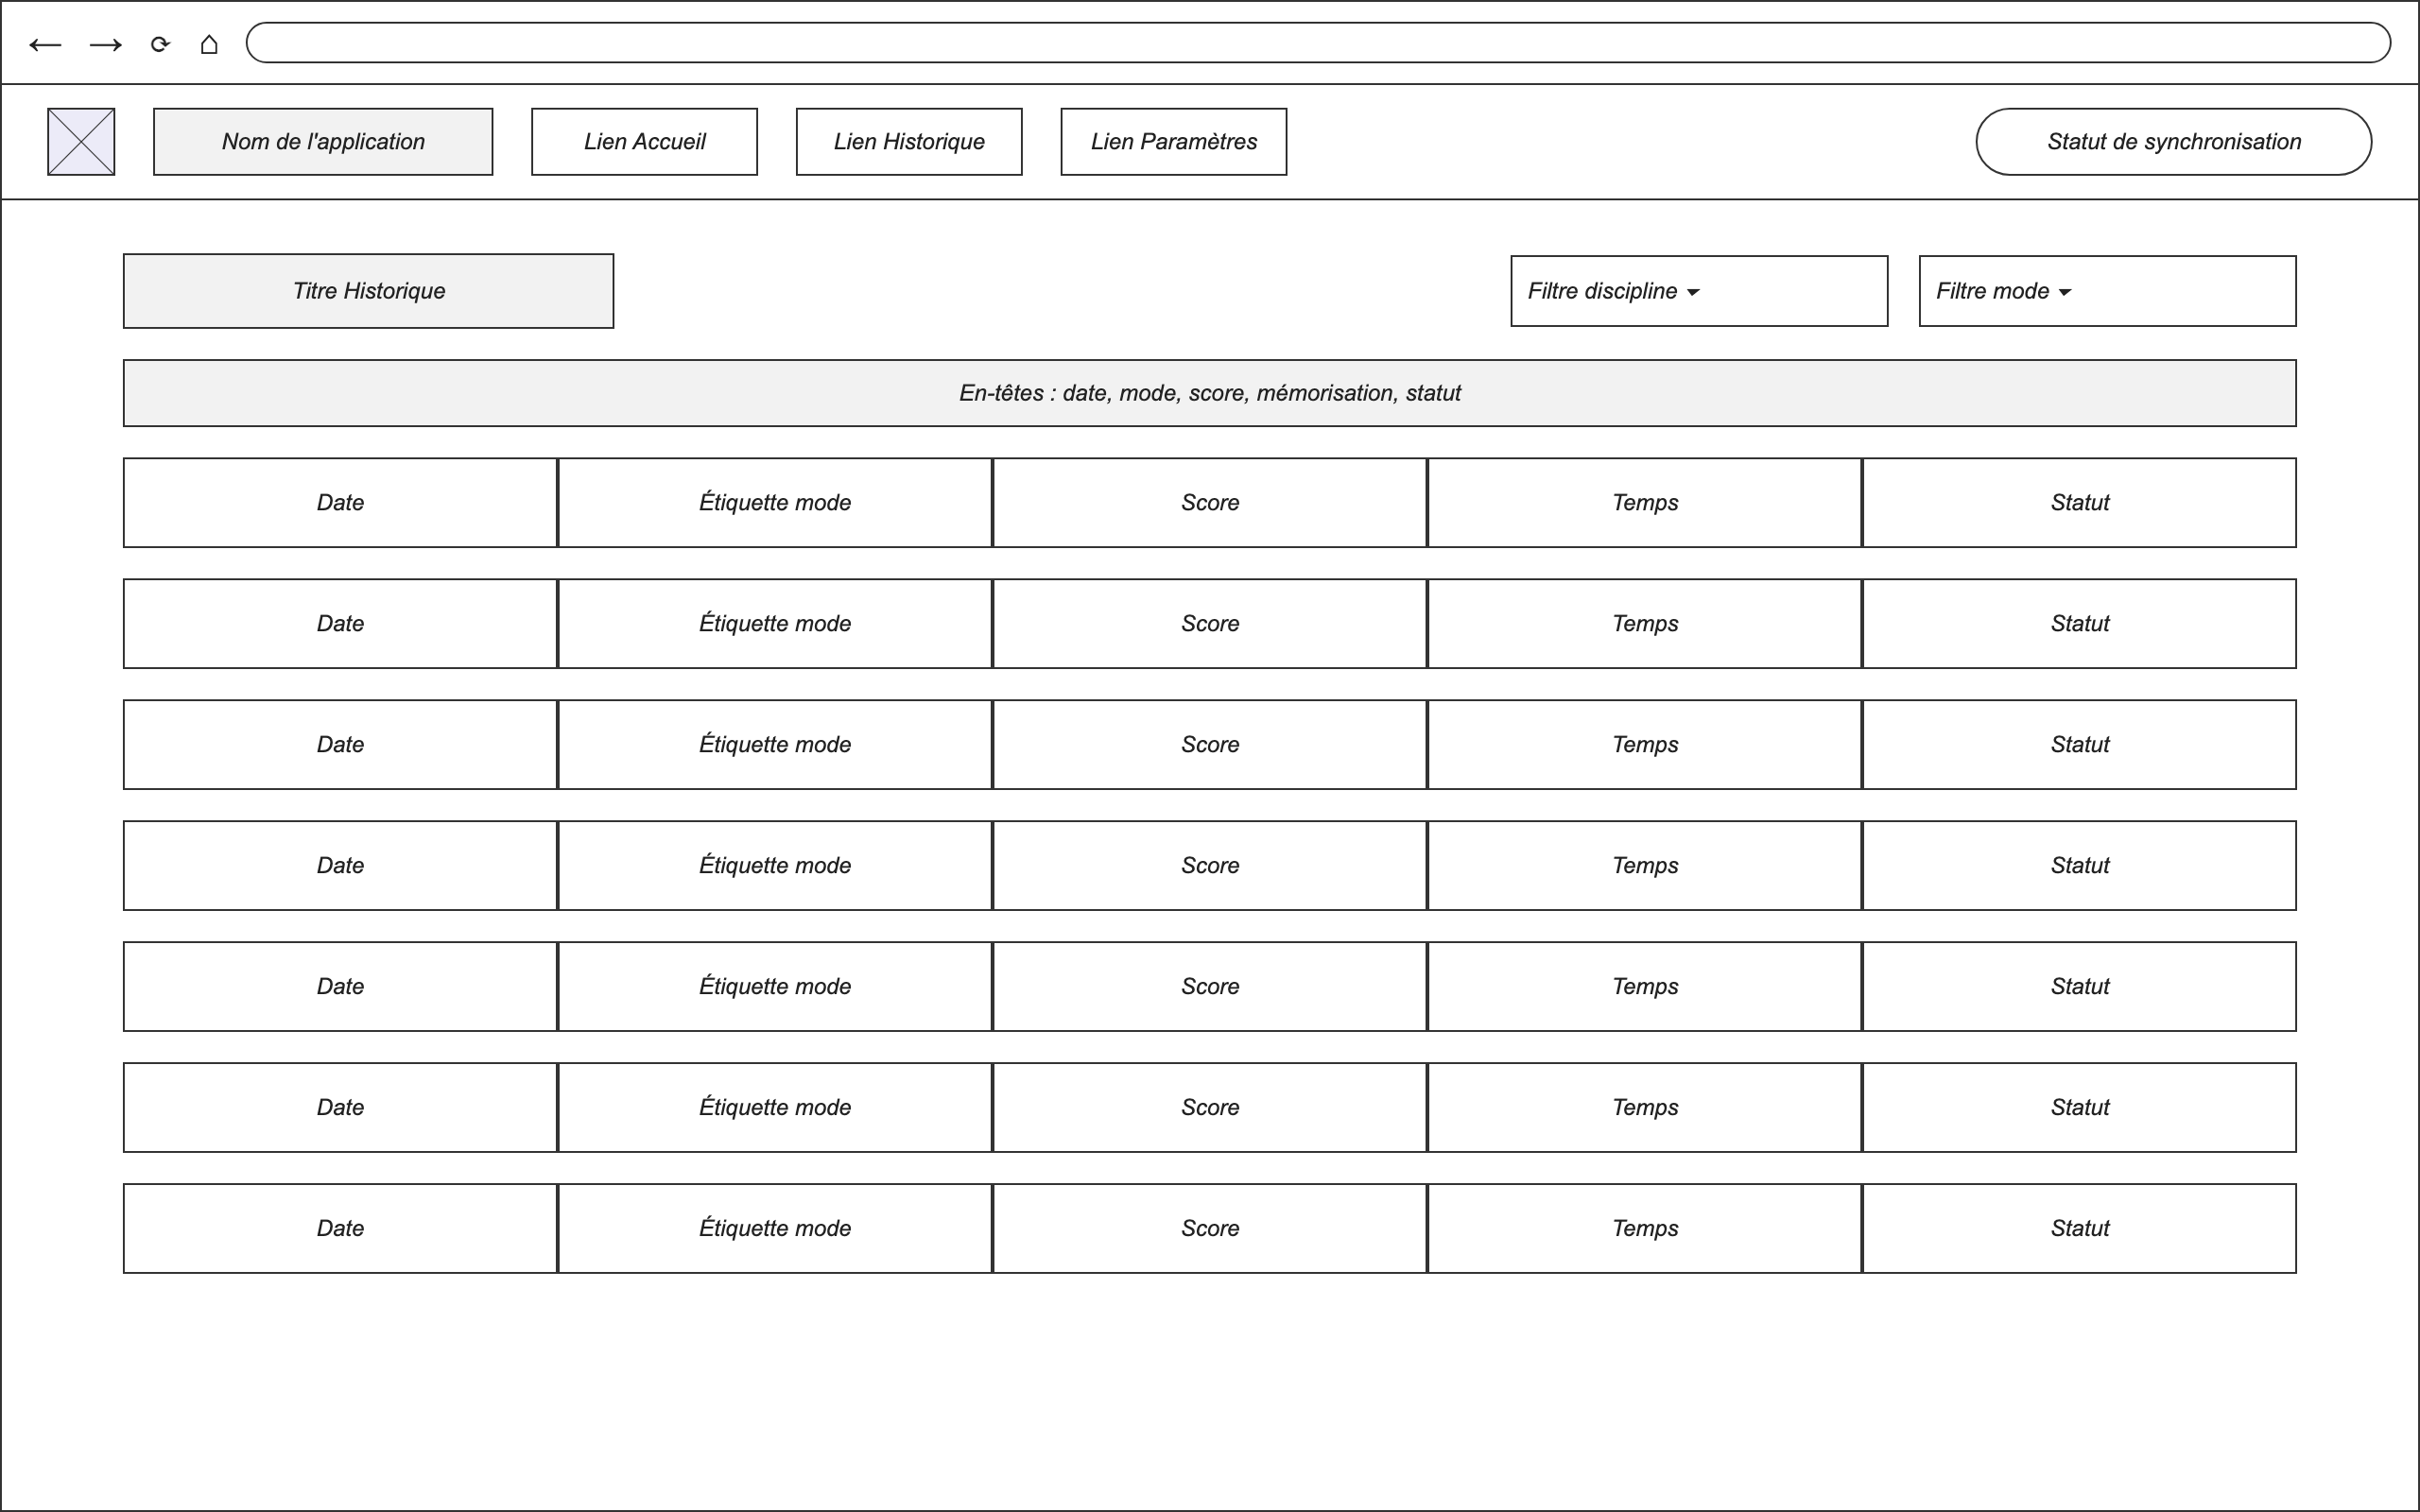 Nom de l'application
Lien Accueil
Lien Historique
Lien Paramètres
Statut de synchronisation
Titre Historique
Filtre discipline
Filtre mode
En-têtes : date, mode, score, mémorisation, statut
Date Étiquette mode Score Temps Statut
Date Étiquette mode Score Temps Statut
Date Étiquette mode Score Temps Statut
Date Étiquette mode Score Temps Statut
Date Étiquette mode Score Temps Statut
Date Étiquette mode Score Temps Statut
Date Étiquette mode Score Temps Statut